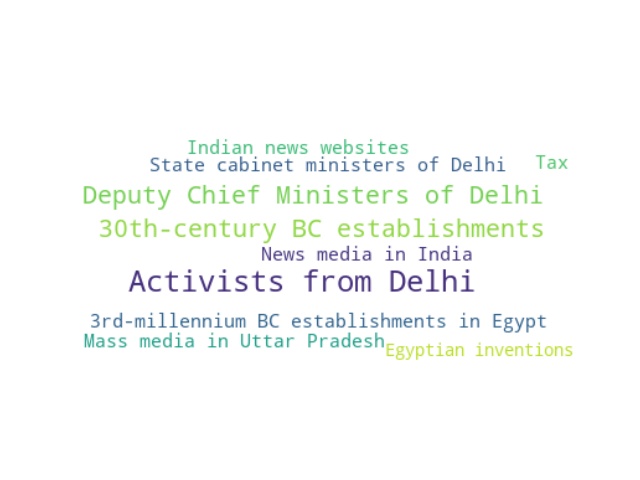 Indian news websites
State cabinet ministers of Delhi
Tax
Deputy Chief Ministers of Delhi
30th-century BC establishments
News media in India
Activists from Delhi
3rd-millennium BC establishments in Egypt
Mass media in Uttar Pradesh
Egyptian inventions